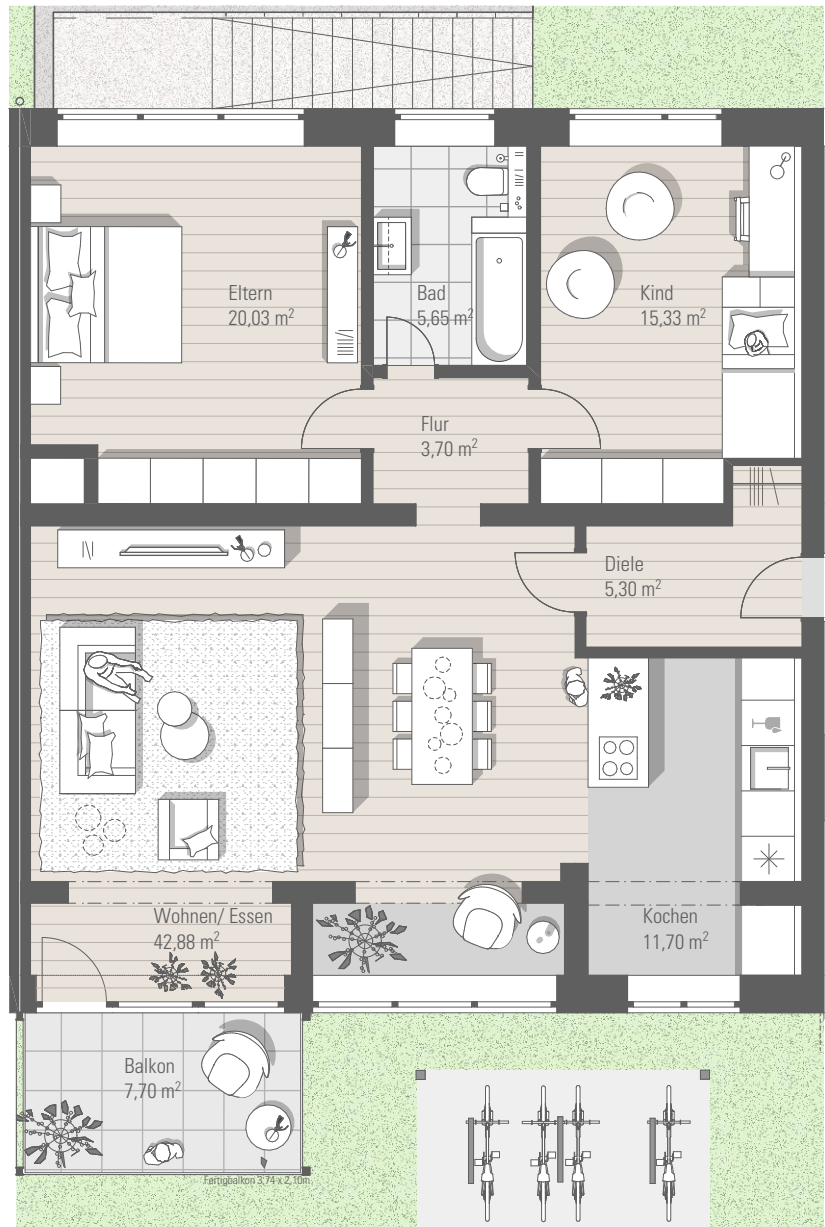 Eltern
20,03 m²
Bad
5,65 m²
Kind
15,33 m²
Flur
3,70 m²
Diele
5,30 m²
Wohnen/ Essen
42,88 m²
Kochen
11,70 m²
Balkon
7,70 m²
Fertigbalkon 3,74 x 2,10m